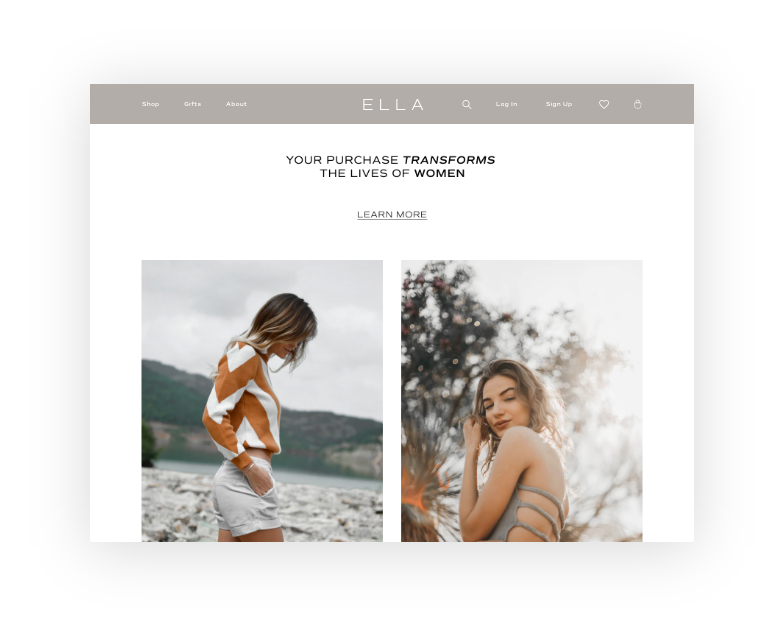 Shop Gifts About ELLA Log In Sign Up
YOUR PURCHASE TRANSFORMS
THE LIVES OF WOMEN
LEARN MORE